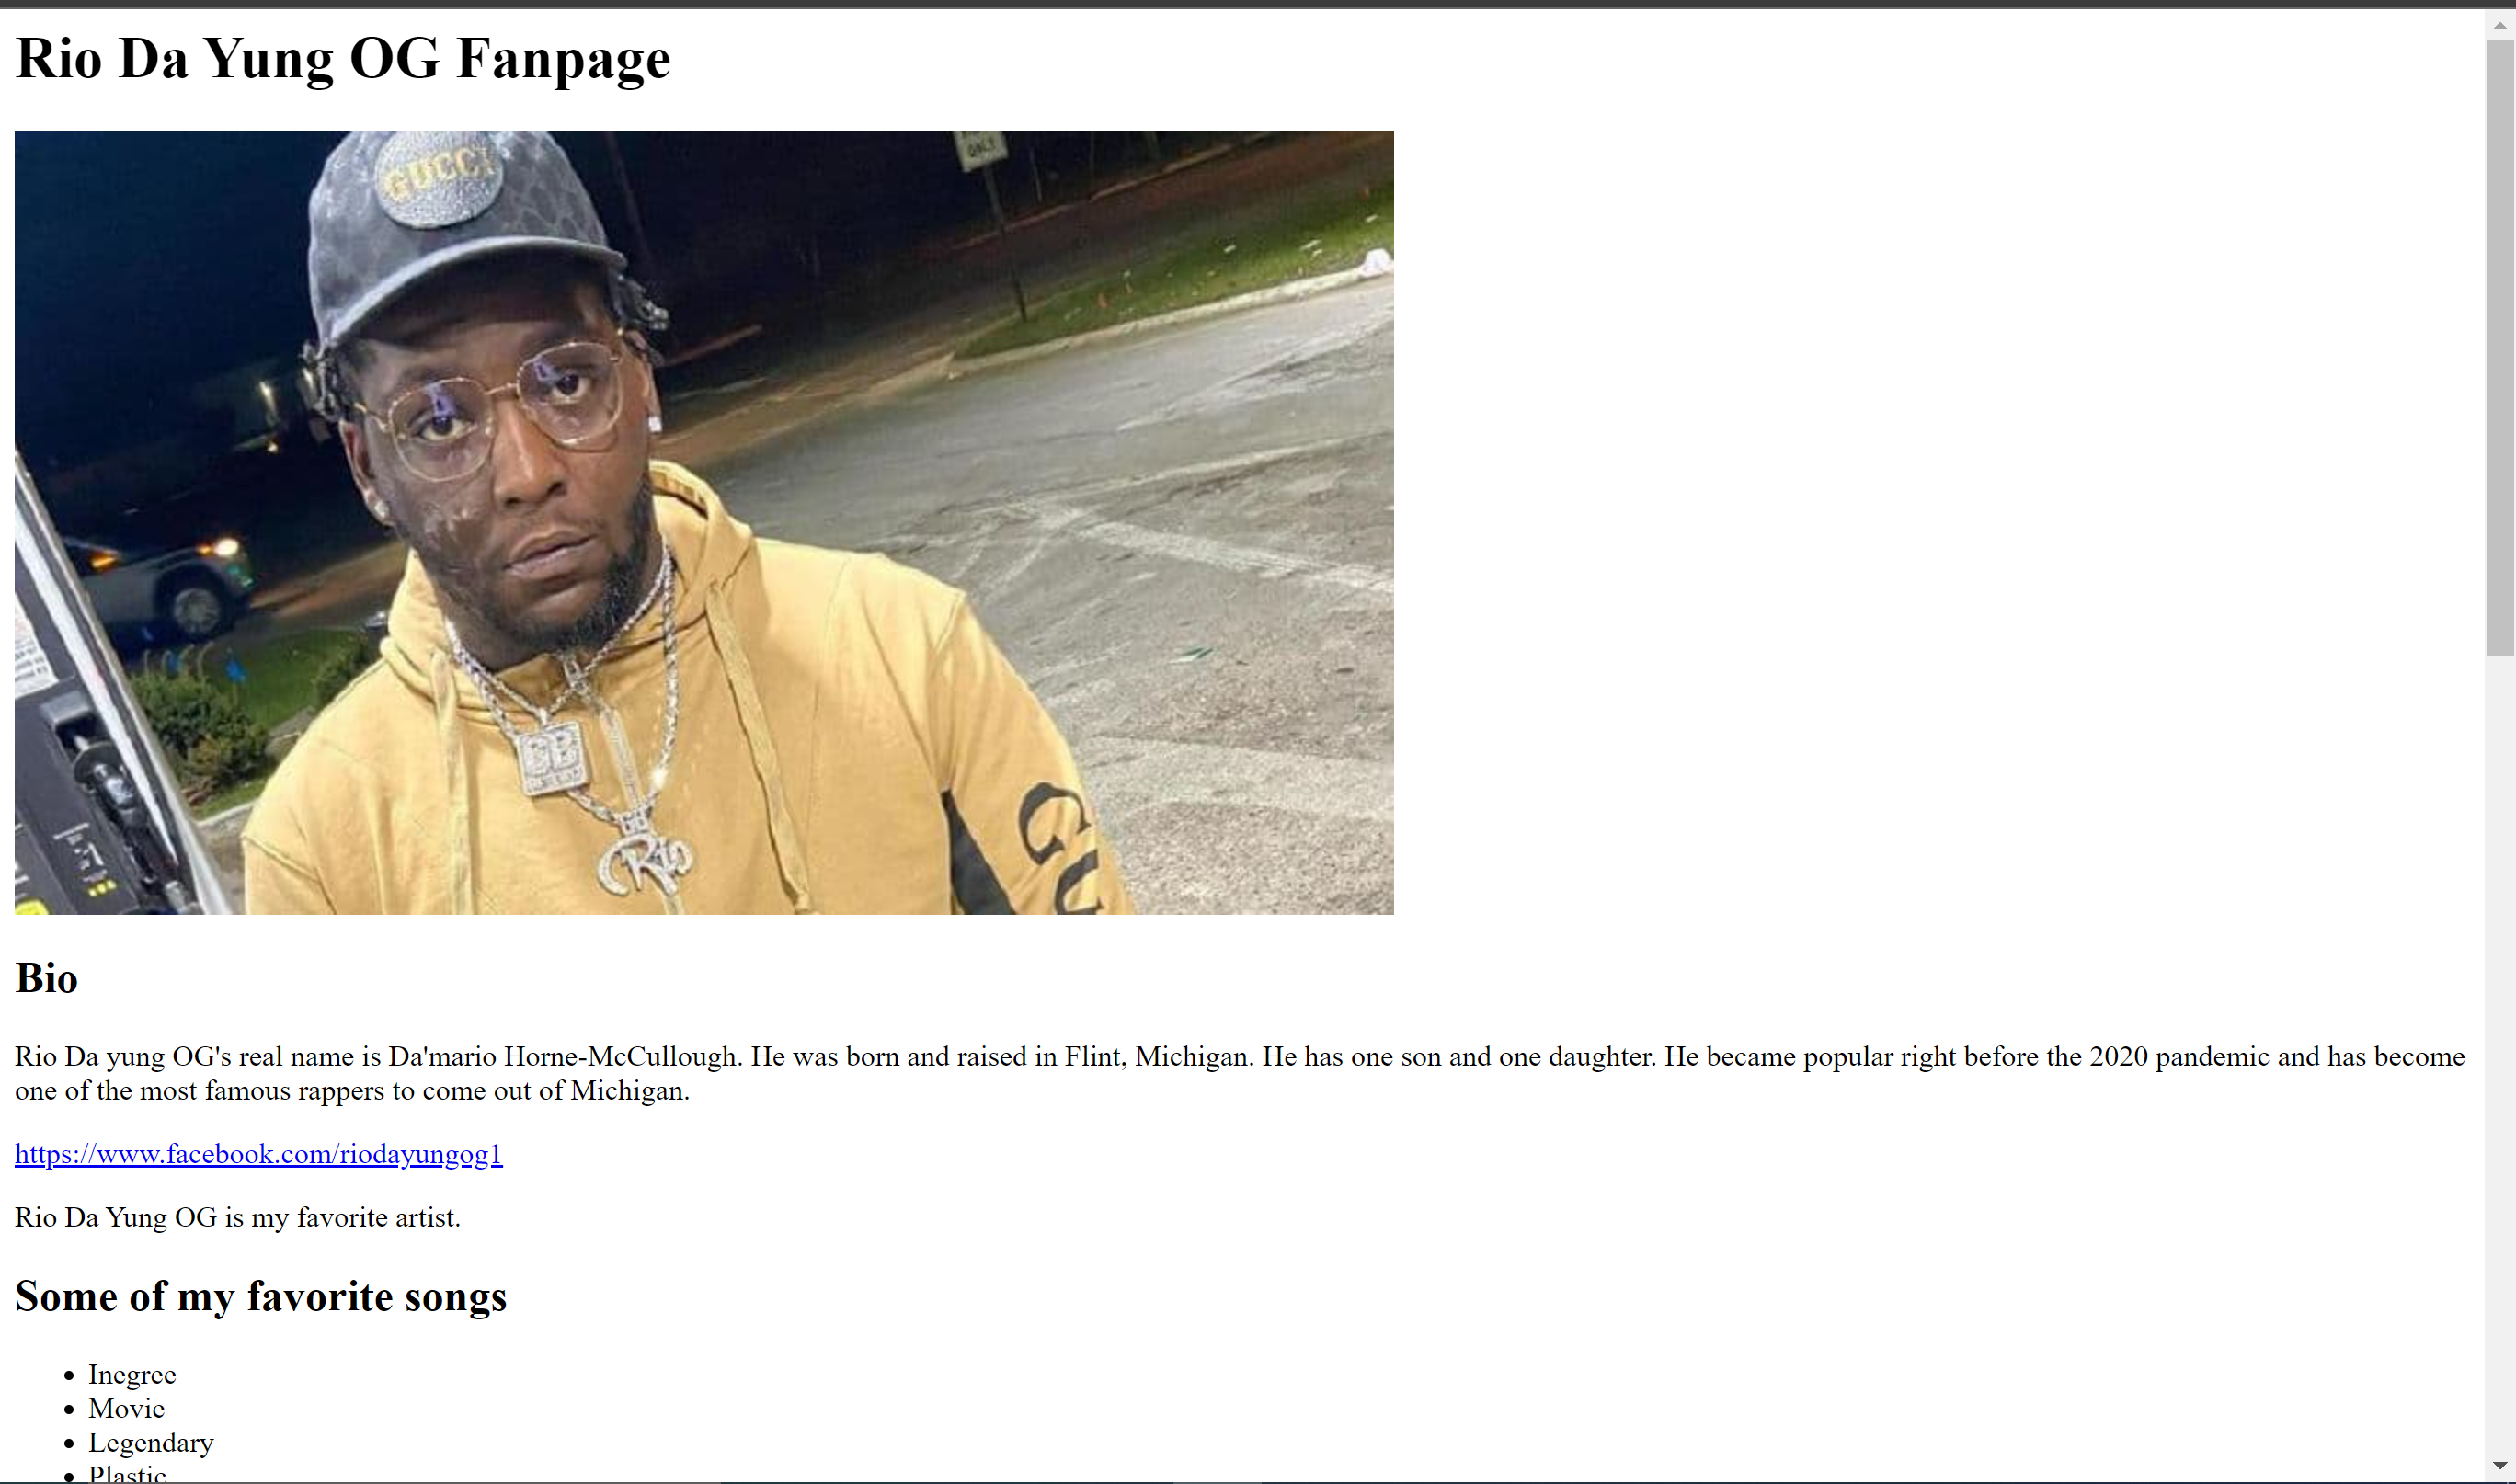 Rio Da Yung OG Fanpage
GUCCI
ONLY
Rio
GU
Bio
Rio Da yung OG's real name is Da'mario Horne-McCullough. He was born and raised in Flint, Michigan. He has one son and one daughter. He became popular right before the 2020 pandemic and has become
one of the most famous rappers to come out of Michigan.
https://www.facebook.com/riodayungog1
Rio Da Yung OG is my favorite artist.
Some of my favorite songs
Inegree
Movie
Legendary
Plastic